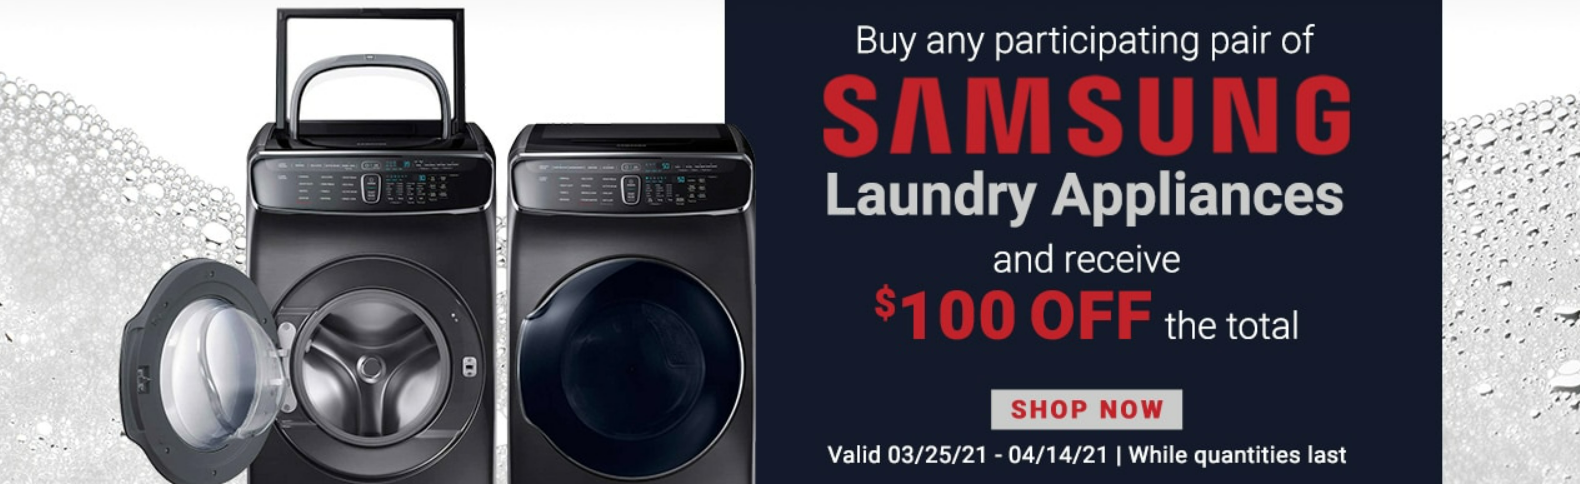 Buy any participating pair of
SAMSUNG
Laundry Appliances
and receive
$100 OFF the total
SHOP NOW
Valid 03/25/21 - 04/14/21 | While quantities last